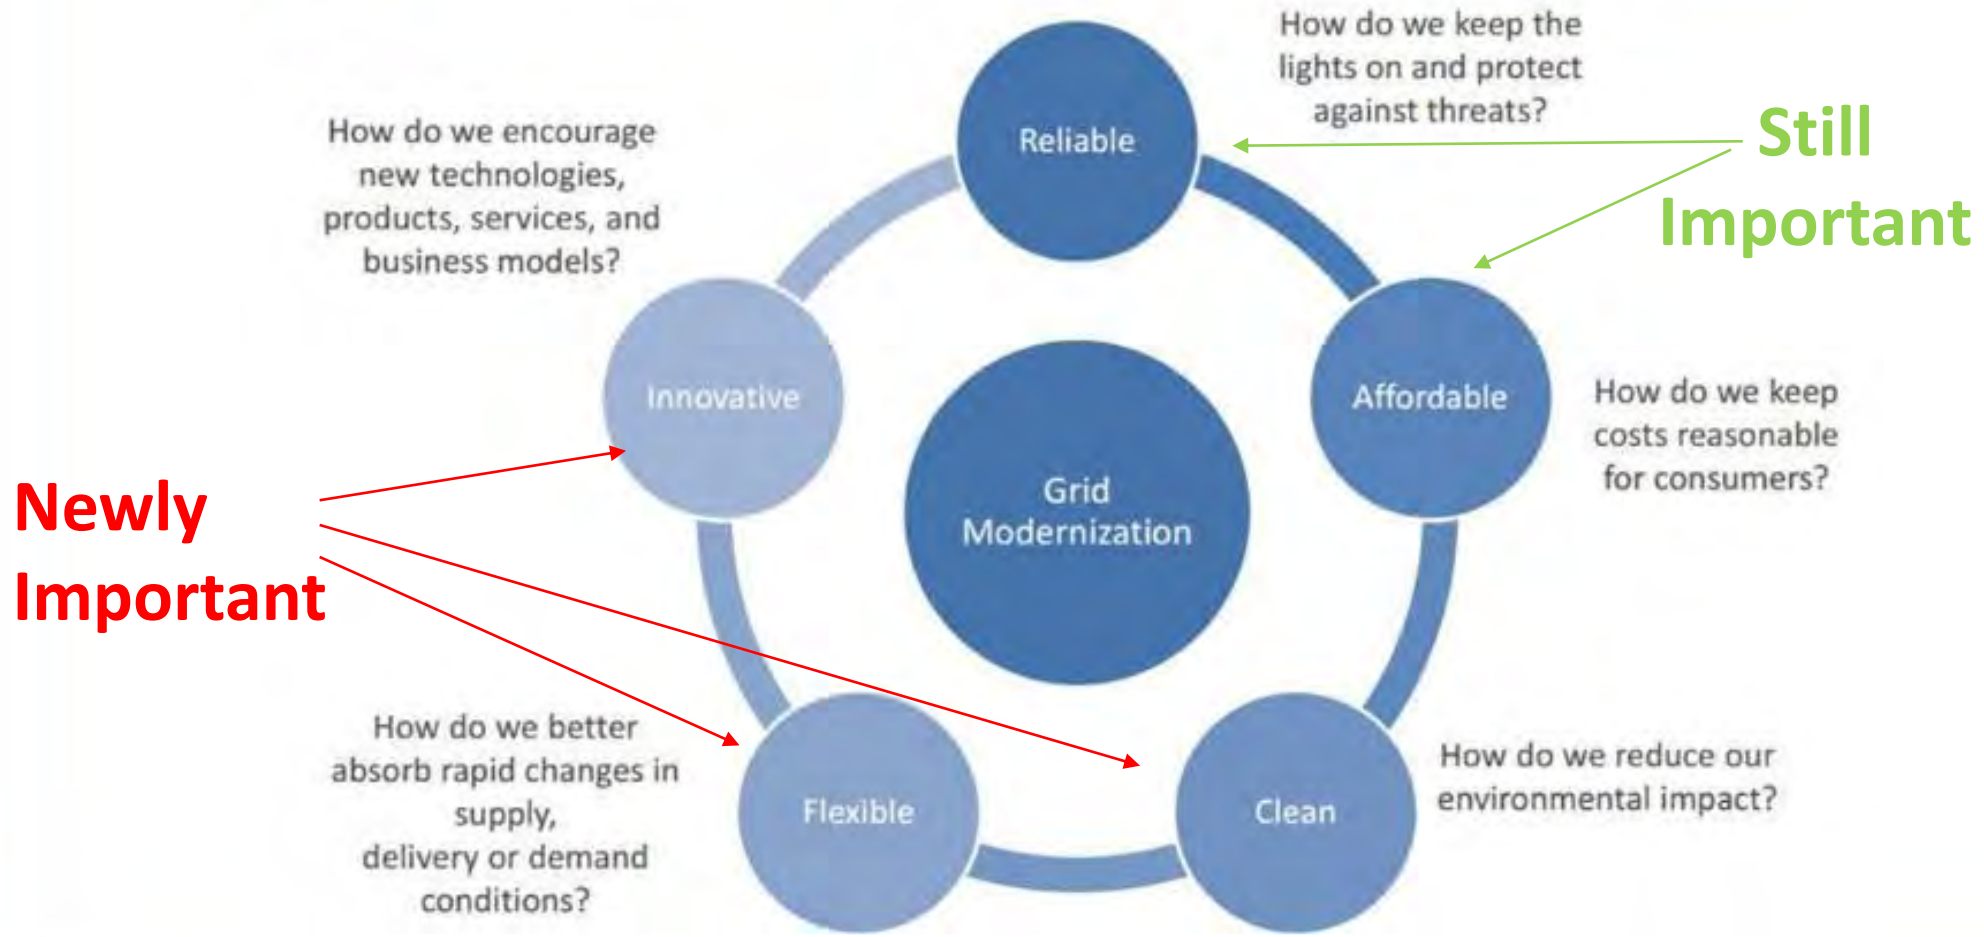 How do we keep the
lights on and protect
against threats?
Still
Important
Reliable
How do we encourage
new technologies,
products, services, and
business models?
Innovative
Affordable
How do we keep
costs reasonable
for consumers?
Grid
Modernization
Newly
Important
How do we better
absorb rapid changes in
supply,
delivery or demand
conditions?
Flexible
Clean
How do we reduce our
environmental impact?